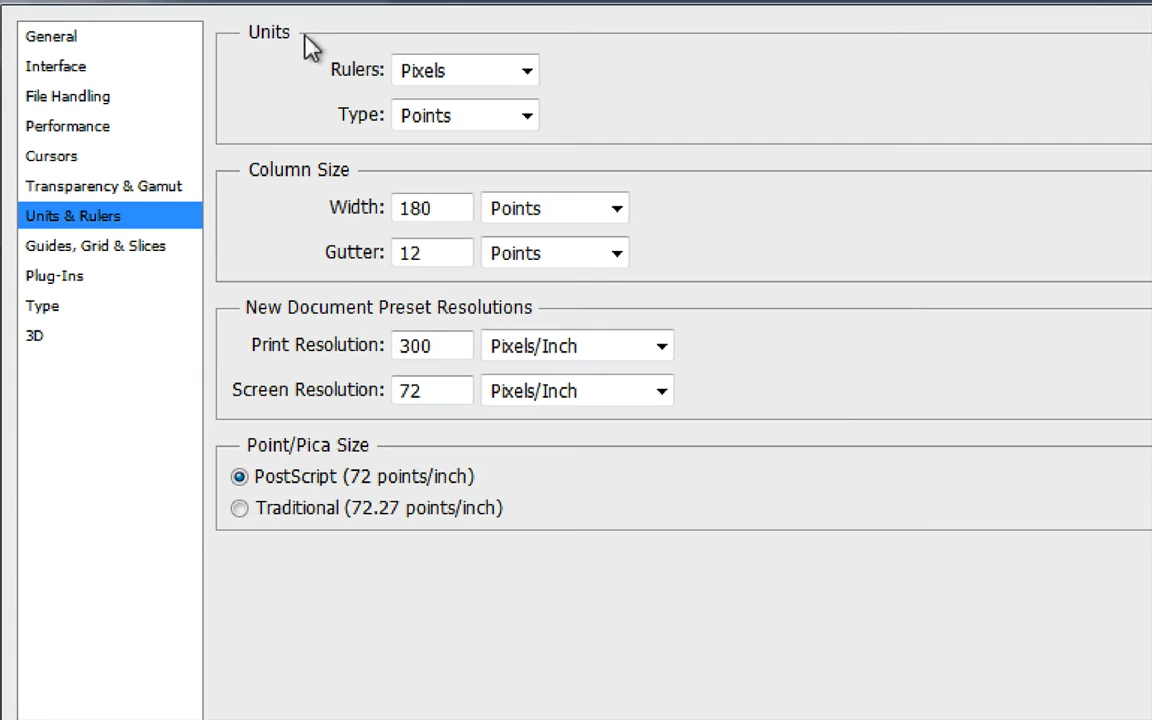 General
Interface
File Handling
Performance
Cursors
Transparency & Gamut
Units & Rulers
Guides, Grid & Slices
Plug-Ins
Type
3D
Units
Rulers: Pixels
Type: Points
Column Size
Width: 180 Points
Gutter: 12 Points
New Document Preset Resolutions
Print Resolution: 300 Pixels/Inch
Screen Resolution: 72 Pixels/Inch
Point/Pica Size
PostScript (72 points/inch)
Traditional (72.27 points/inch)